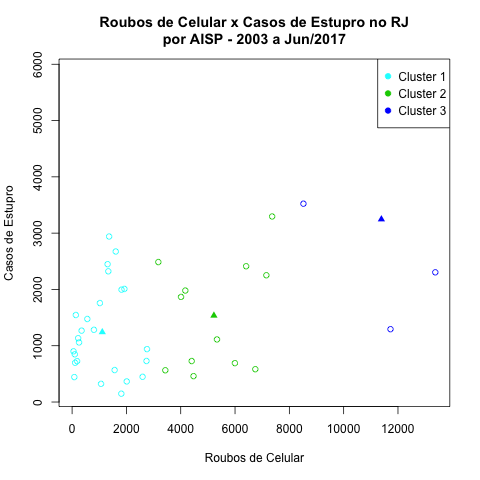 Roubos de Celular x Casos de Estupro no RJ
por AISP - 2003 a Jun/2017
Cluster 1
Cluster 2
Cluster 3
Casos de Estupro
6000
5000
4000
3000
2000
1000
0
0 2000 4000 6000 8000 10000 12000
Roubos de Celular